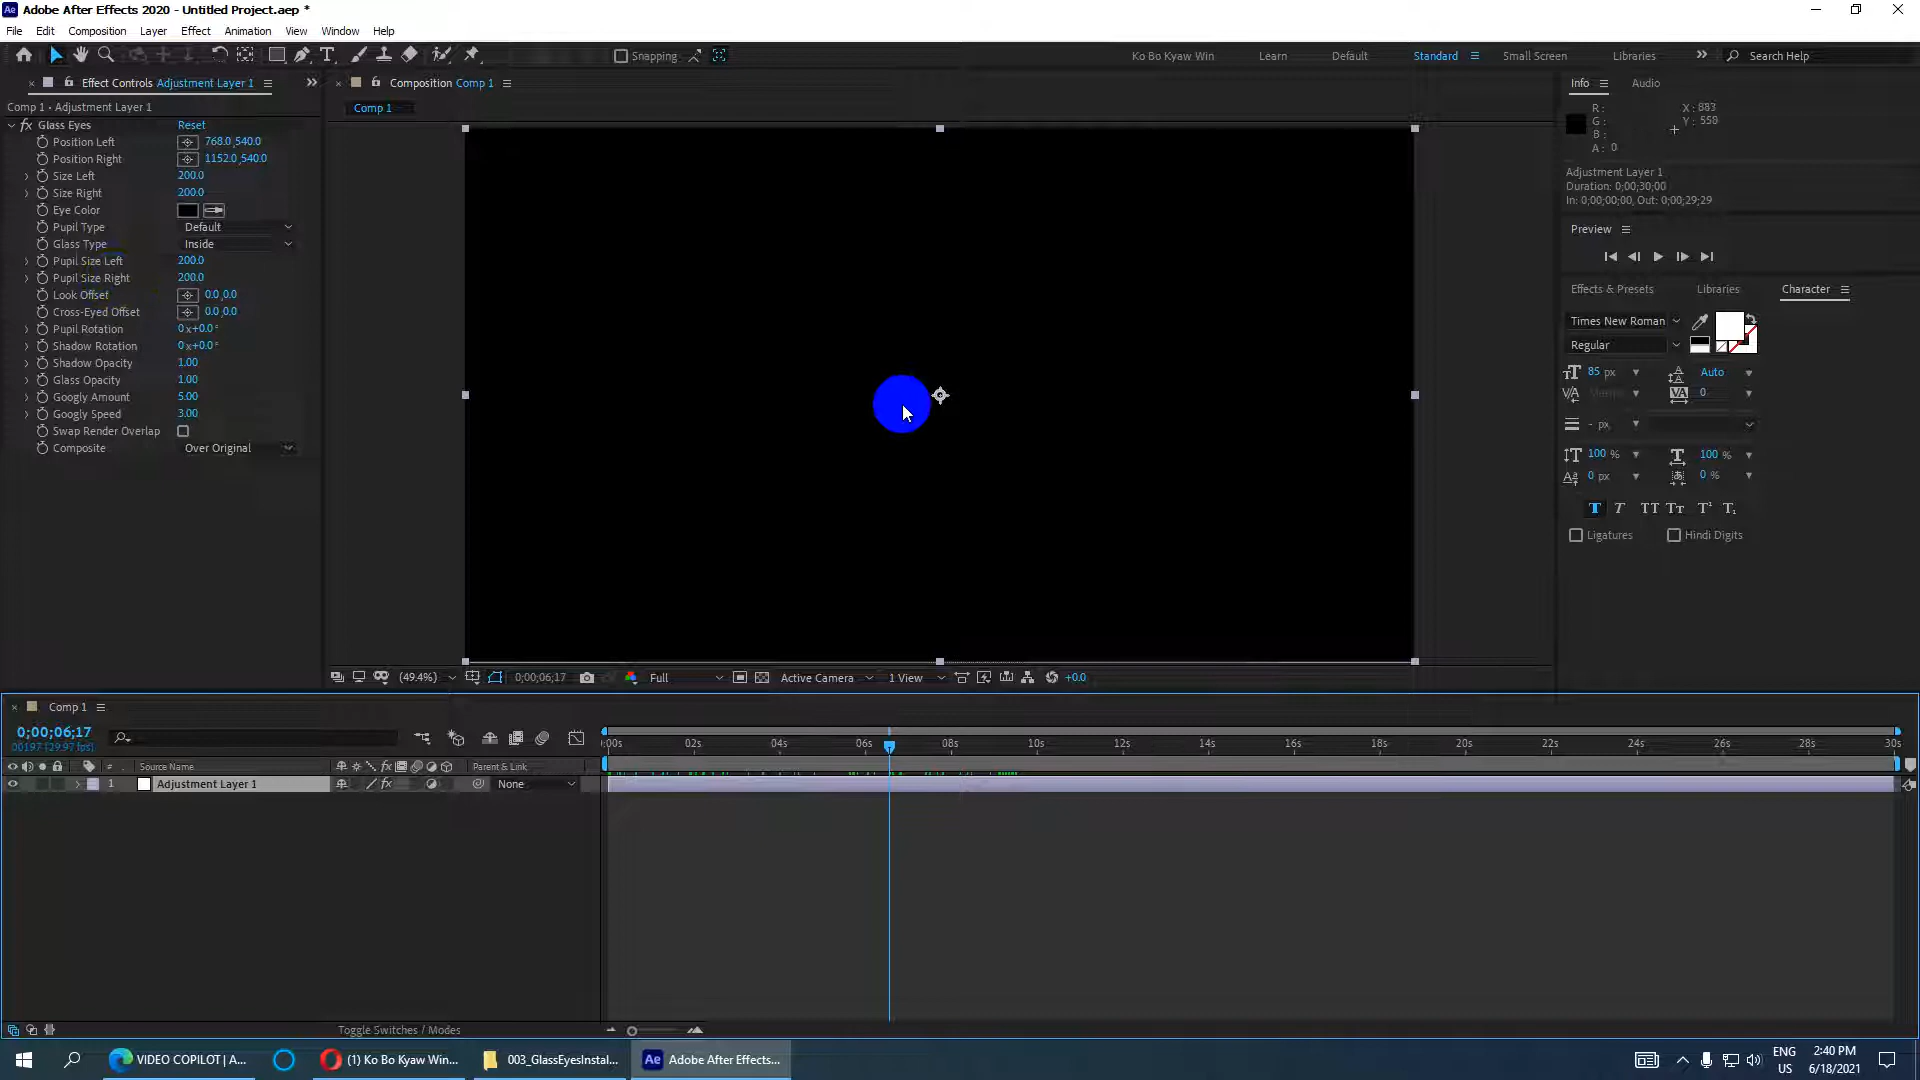 Adobe After Effects 2020 - Untitled Project.aep *
File Edit Composition Layer Effect Animation View Window Help
Snapping
Ko Bo Kyaw Win Learn Default Standard Small Screen Libraries Search Help
Effect Controls Adjustment Layer 1
Comp 1 • Adjustment Layer 1
fx Glass Eyes Reset
Position Left 768.0,540.0
Position Right 1152.0,540.0
Size Left 200.0
Size Right 200.0
Eye Color
Pupil Type Default
Glass Type Inside
Pupil Size Left 200.0
Pupil Size Right 200.0
Look Offset 0.0,0.0
Cross-Eyed Offset 0.0,0.0
Pupil Rotation 0x+0.0°
Shadow Rotation 0x+0.0°
Shadow Opacity 1.00
Glass Opacity 1.00
Googly Amount 5.00
Googly Speed 3.00
Swap Render Overlap
Composite Over Original
Composition Comp 1
Comp 1
(49.4%) 0;00;06;17 Full Active Camera 1 View +0.0
Info Audio
R: X: 883
G: Y: 550
B:
A: 0
Adjustment Layer 1
Duration: 0;00;30;00
In: 0;00;00;00, Out: 0;00;29;29
Preview
Effects & Presets Libraries Character
Times New Roman
Regular
85 px Auto
0
- px
100 % 100 %
0 px 0 %
Ligatures Hindi Digits
Comp 1
0;00;06;17
00197 (29.97 fps)
:00s 02s 04s 06s 08s 10s 12s 14s 16s 18s 20s 22s 24s 26s 28s 30s
# Source Name Parent & Link
1 Adjustment Layer 1 fx None
Toggle Switches / Modes
VIDEO COPILOT | A...
(1) Ko Bo Kyaw Win...
003_GlassEyesInstal...
Adobe After Effects...
ENG
US
2:40 PM
6/18/2021